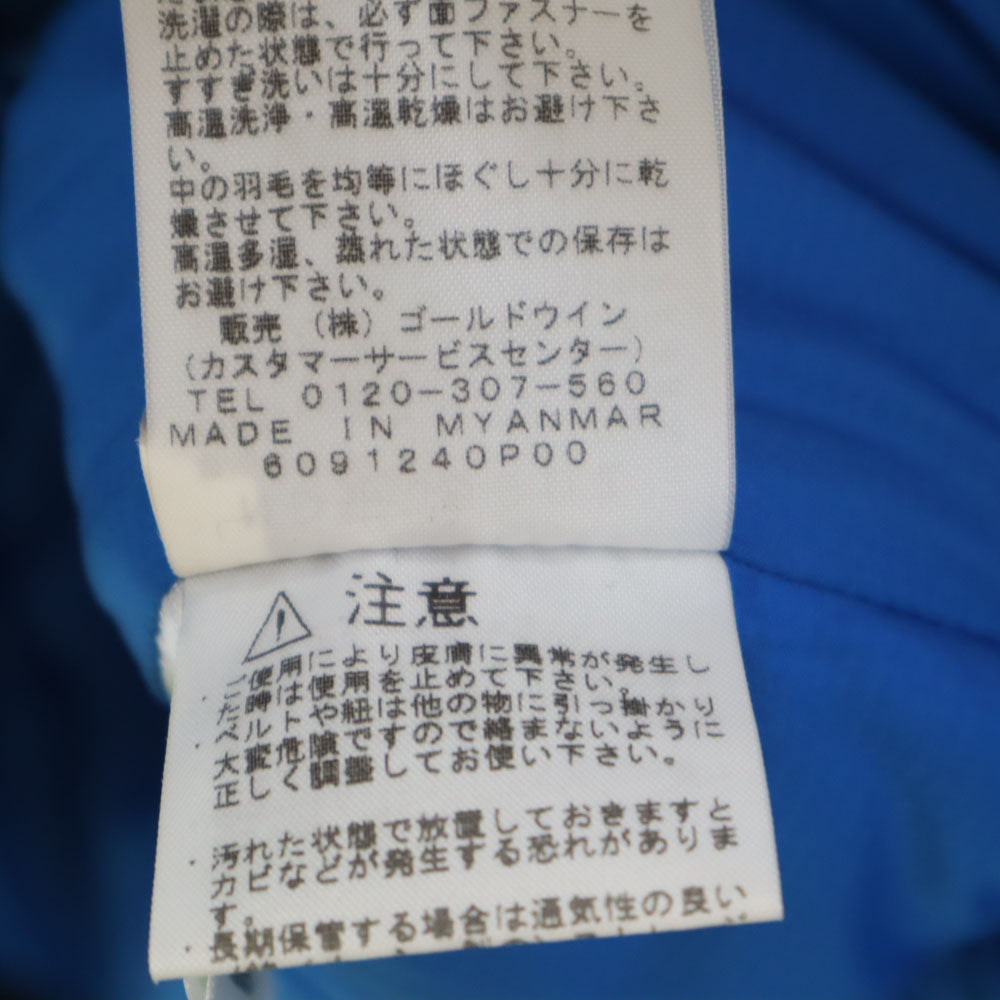 洗濯の際は、必ず面ファスナーを
止めた状態で行って下さい。
すすぎ洗いは十分にして下さい。
高温洗浄・高温乾燥はお避け下さ
い。
中の羽毛を均等にほぐし十分に乾
燥させて下さい。
高温多湿、蒸れた状態での保存は
お避け下さい。
販売 (株) ゴールドウイン
(カスタマーサービスセンター)
TEL 0120-307-560
MADE IN MYANMAR
6091240P00
注意
ご使用により皮膚に異常が発生し
た時は使用を止めて下さい。
・ベルトや紐は他の物に引っ掛かり
大変危険ですので絡まないように
正しく調整してお使い下さい。
・汚れた状態で放置しておきますと
カビなどが発生する恐れがありま
す。
・長期保管する場合は通気性の良い